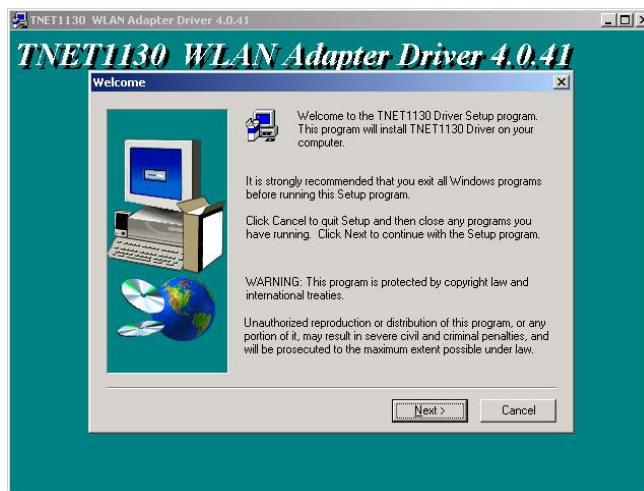 TNET1130 WLAN Adapter Driver 4.0.41
TNET1130 WLAN Adapter Driver 4.0.41
Welcome
Welcome to the TNET1130 Driver Setup program.
This program will install TNET1130 Driver on your
computer.
It is strongly recommended that you exit all Windows programs
before running this Setup program.
Click Cancel to quit Setup and then close any programs you
have running. Click Next to continue with the Setup program.
WARNING: This program is protected by copyright law and
international treaties.
Unauthorized reproduction or distribution of this program, or any
portion of it, may result in severe civil and criminal penalties, and
will be prosecuted to the maximum extent possible under law.
Next >
Cancel